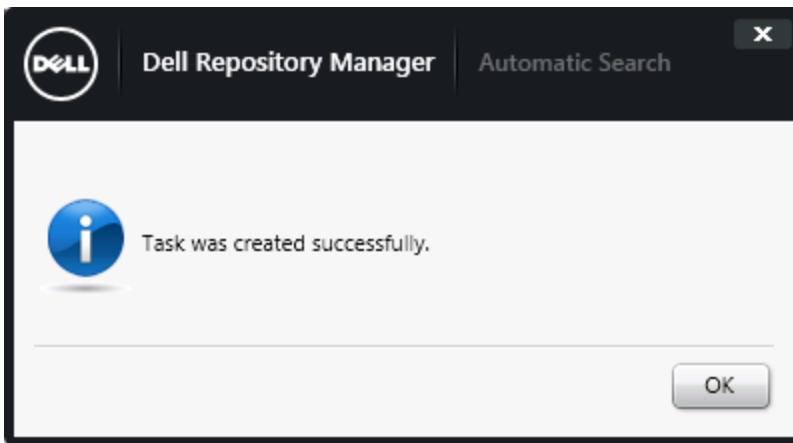 DELL
Dell Repository Manager
Automatic Search
Task was created successfully.
OK